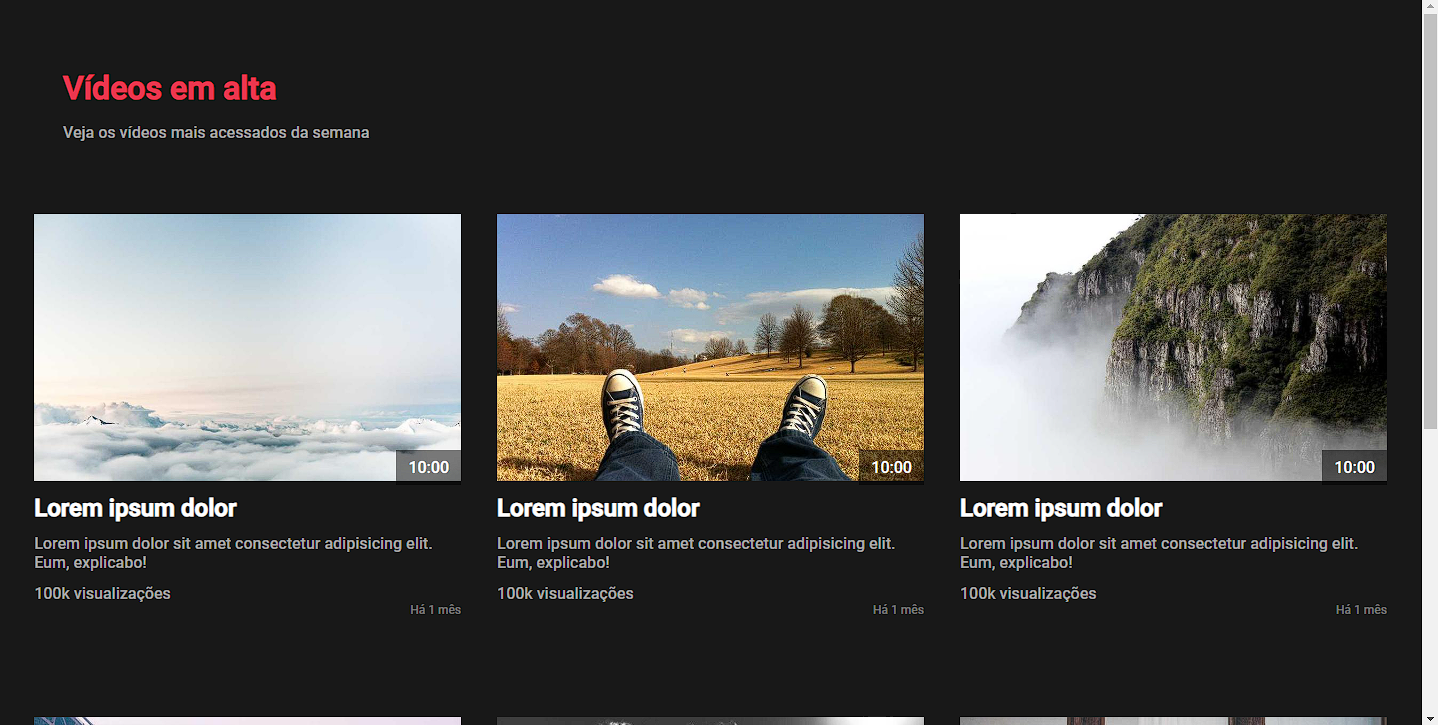 Vídeos em alta
Veja os vídeos mais acessados da semana
10:00
Lorem ipsum dolor
Lorem ipsum dolor sit amet consectetur adipisicing elit.
Eum, explicabo!
100k visualizações
Há 1 mês
10:00
Lorem ipsum dolor
Lorem ipsum dolor sit amet consectetur adipisicing elit.
Eum, explicabo!
100k visualizações
Há 1 mês
10:00
Lorem ipsum dolor
Lorem ipsum dolor sit amet consectetur adipisicing elit.
Eum, explicabo!
100k visualizações
Há 1 mês